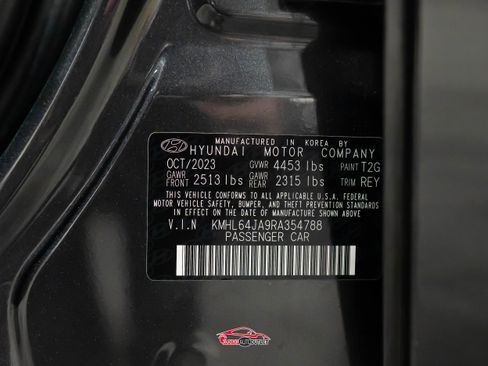 MANUFACTURED IN KOREA BY
HYUNDAI MOTOR COMPANY
OCT/2023 GVWR 4453 lbs PAINT T2G
GAWR FRONT 2513 lbs GAWR REAR 2315 lbs TRIM REY
THIS VEHICLE CONFORMS TO ALL APPLICABLE U.S.A. FEDERAL
MOTOR VEHICLE SAFETY, BUMPER, AND THEFT PREVENTION STANDARDS
IN EFFECT ON THE DATE OF MANUFACTURE SHOWN ABOVE.
V.I.N KMHL64JA9RA354788
PASSENGER CAR